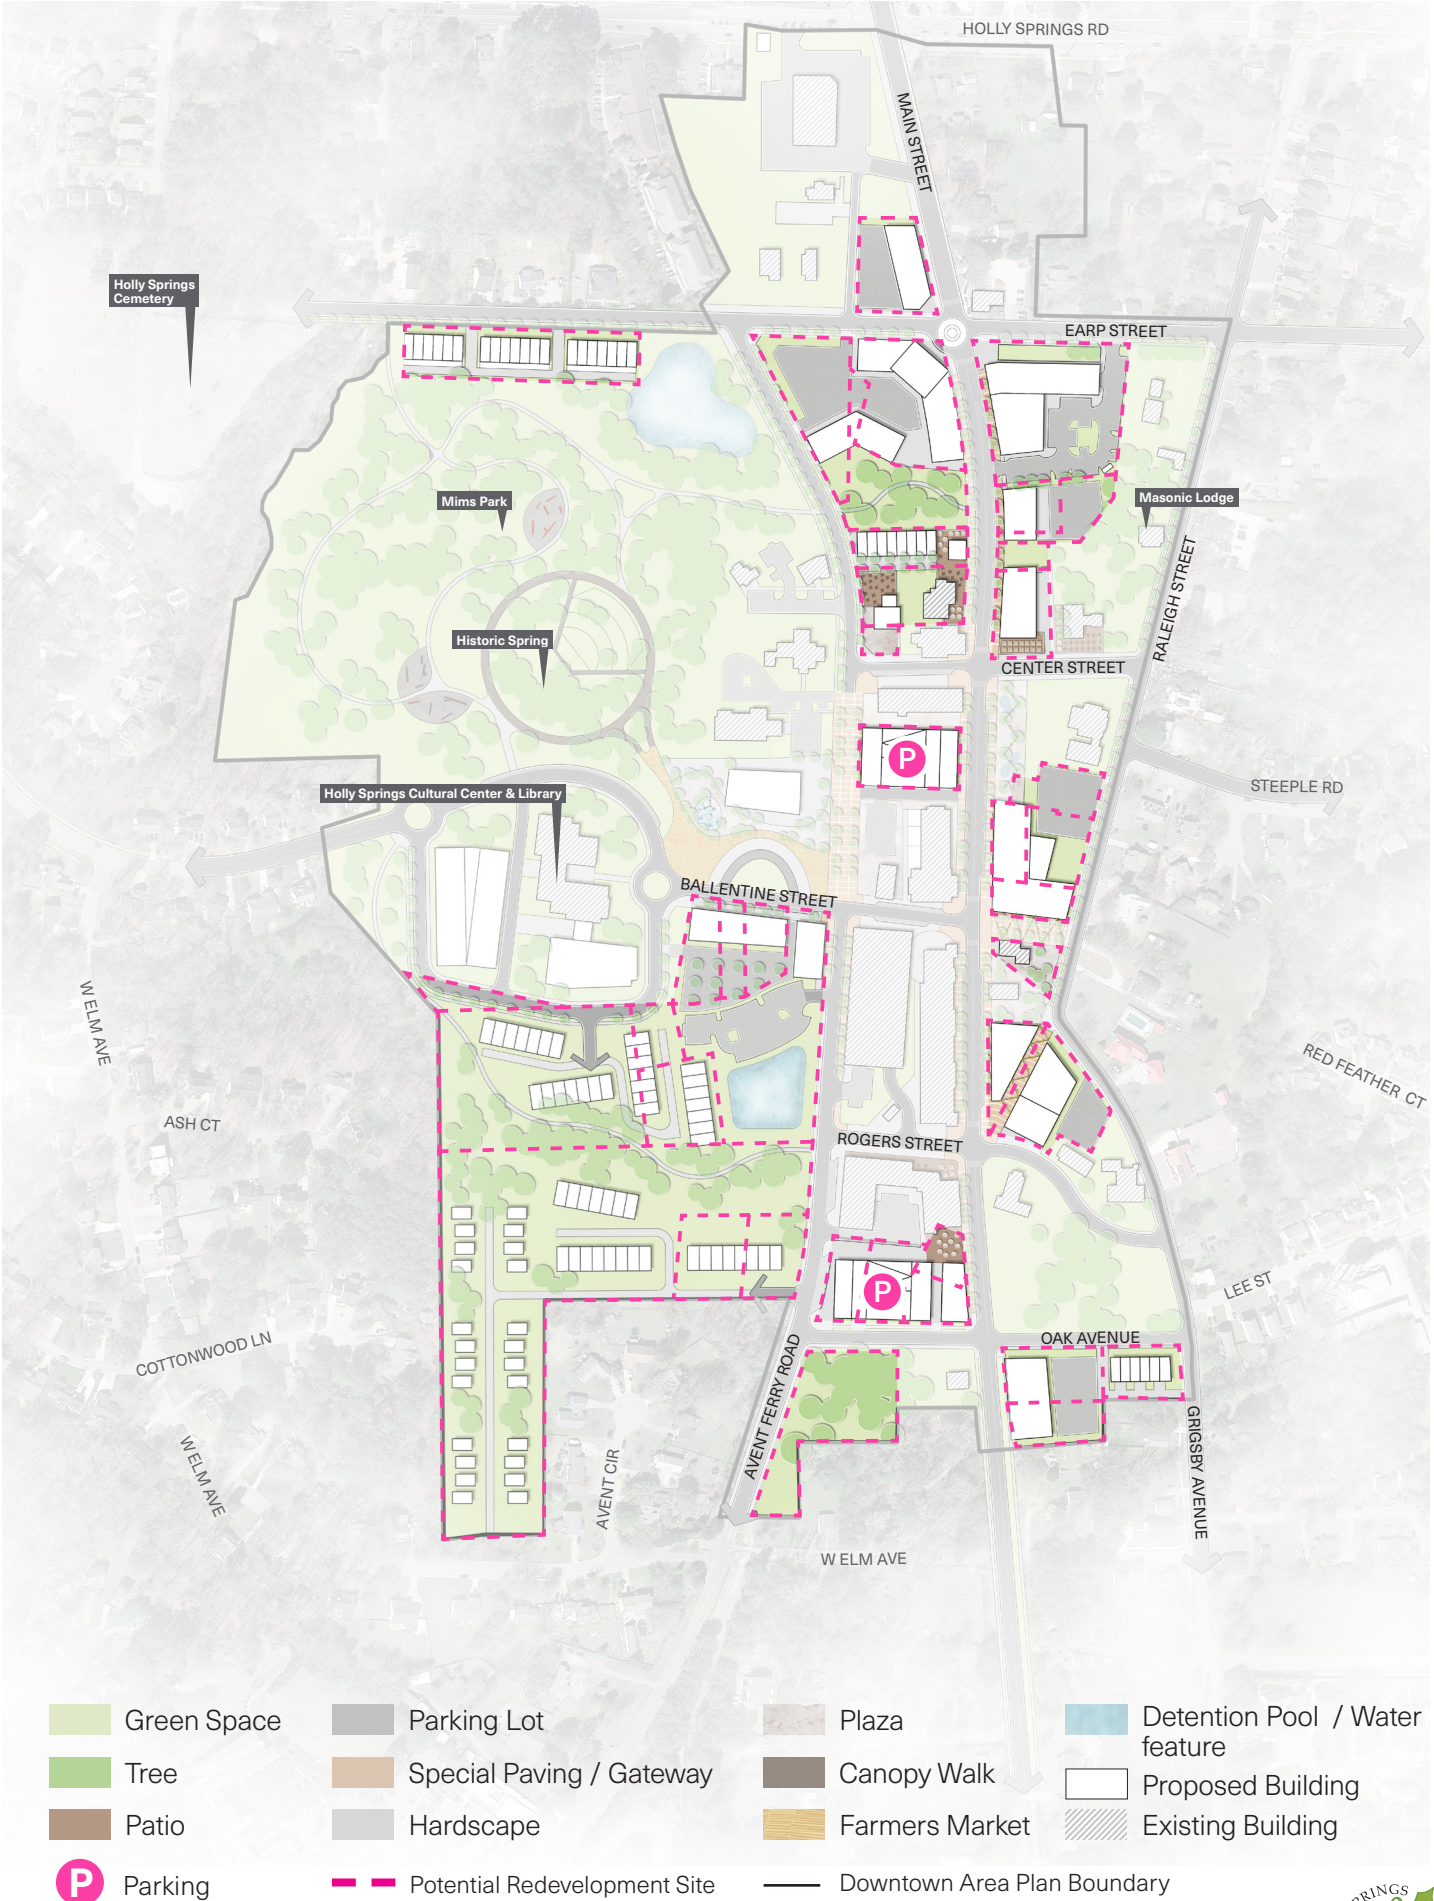 HOLLY SPRINGS RD
MAIN STREET
Holly Springs
Cemetery
EARP STREET
Mims Park
Masonic Lodge
RALEIGH STREET
Historic Spring
CENTER STREET
P
STEEPLE RD
Holly Springs Cultural Center & Library
BALLENTINE STREET
W ELM AVE
RED FEATHER CT
ASH CT
ROGERS STREET
LEE ST
P
COTTONWOOD LN
OAK AVENUE
AVENT FERRY ROAD
W ELM AVE
AVENT CIR
GRIGSBY AVENUE
W ELM AVE
Green Space
Parking Lot
Plaza
Detention Pool / Water
feature
Tree
Special Paving / Gateway
Canopy Walk
Proposed Building
Patio
Hardscape
Farmers Market
Existing Building
P Parking
Potential Redevelopment Site
Downtown Area Plan Boundary